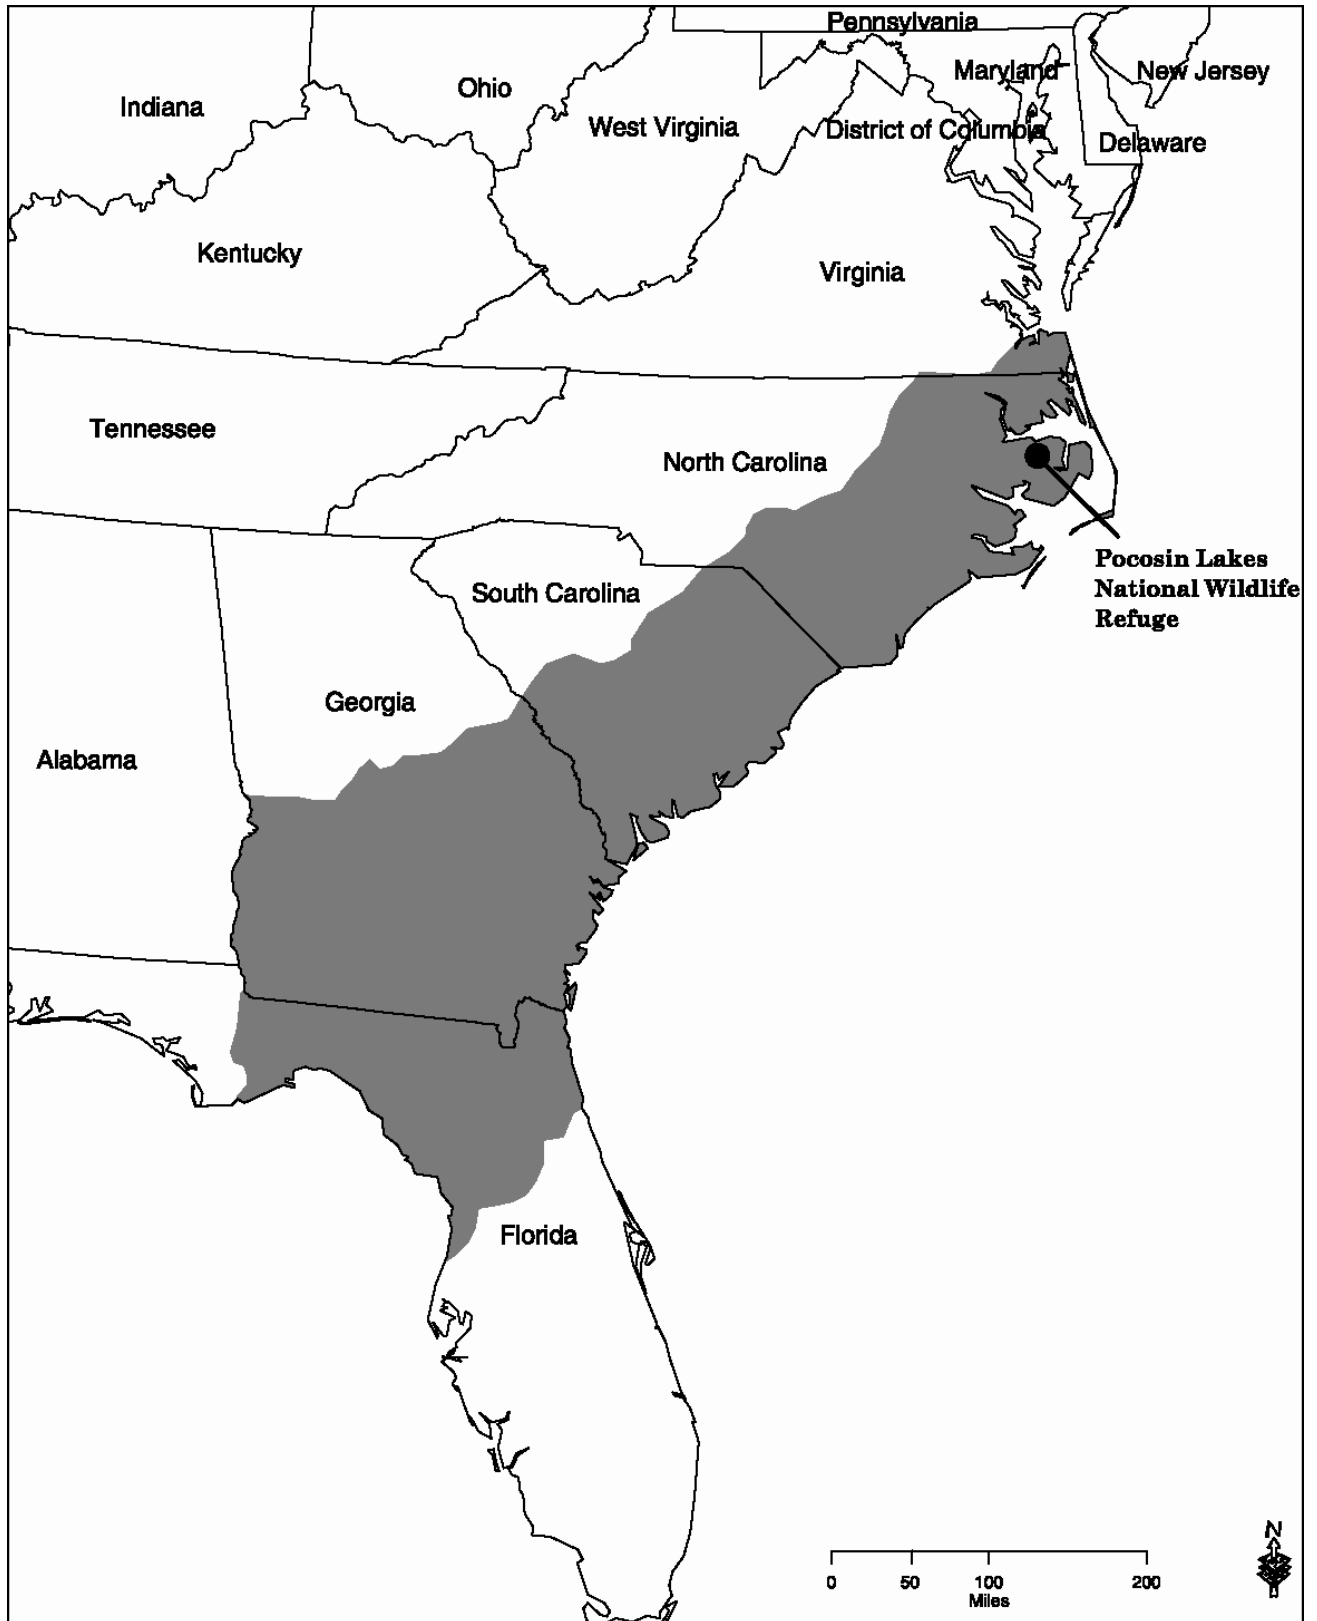 Pennsylvania
Maryland
New Jersey
Ohio
Indiana
West Virginia
District of Columbia
Delaware
Kentucky
Virginia
Tennessee
North Carolina
Pocosin Lakes
National Wildlife
Refuge
South Carolina
Georgia
Alabama
Florida
N
0 50 100 200
Miles